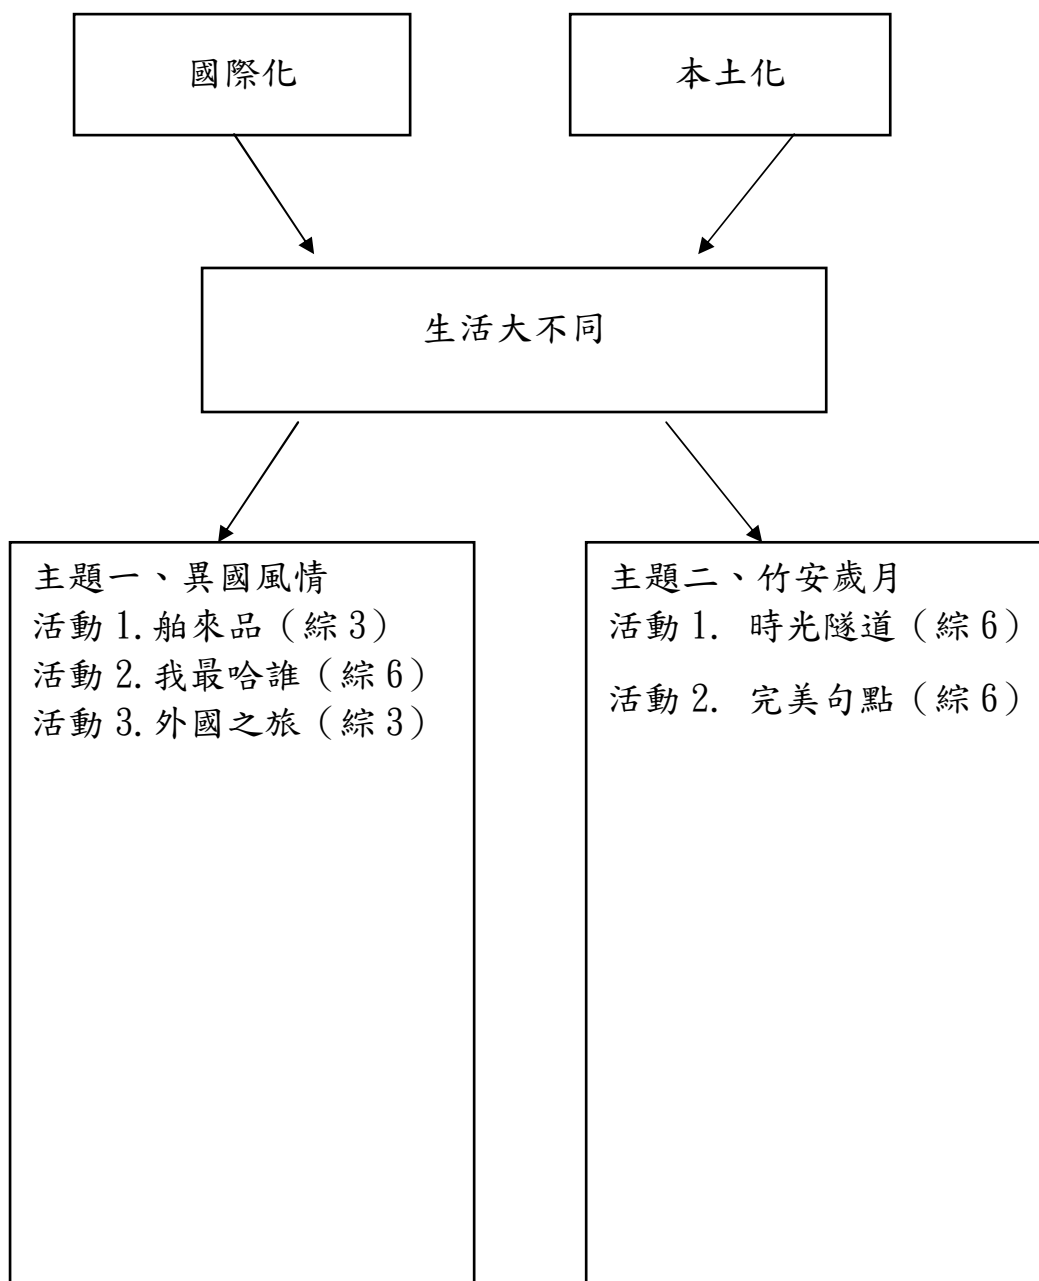 國際化
本土化
生活大不同
主題一、異國風情
活動 1.舶來品（綜 3）
活動 2.我最哈誰（綜 6）
活動 3.外國之旅（綜 3）
主題二、竹安歲月
活動 1. 時光隧道（綜 6）
活動 2. 完美句點（綜 6）